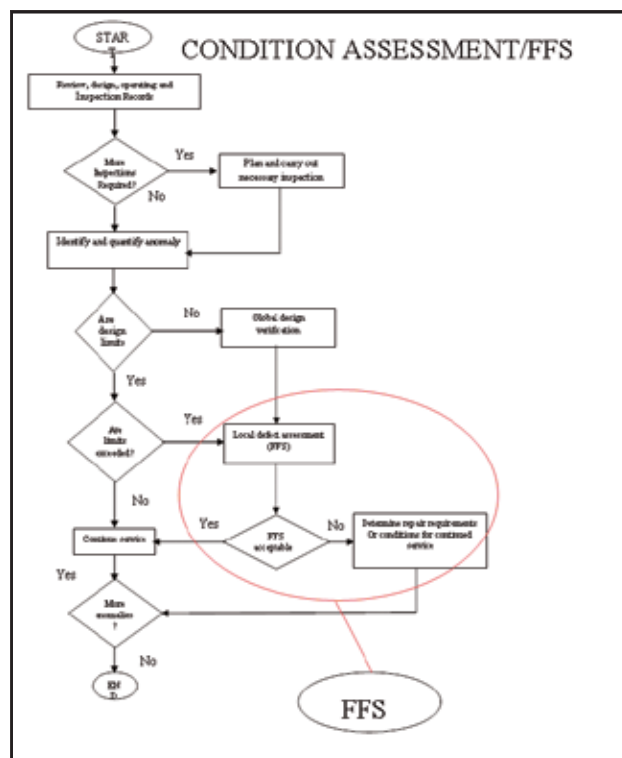 STAR
T
CONDITION ASSESSMENT/FFS
Review, design, operating and
Inspection Records
More
Inspections
Required?
Yes
Plan and carry out
necessary inspection
No
Identify and quantify anomaly
Are
design
limits
No
Global design
verification
Yes
Are
limits
exceeded?
Yes
Local defect assessment
(FFS)
No
Continue service
Yes
FFS
acceptable
No
Determine repair requirements
Or conditions for continued
service
Yes
More
anomalies
?
No
EN
D
FFS